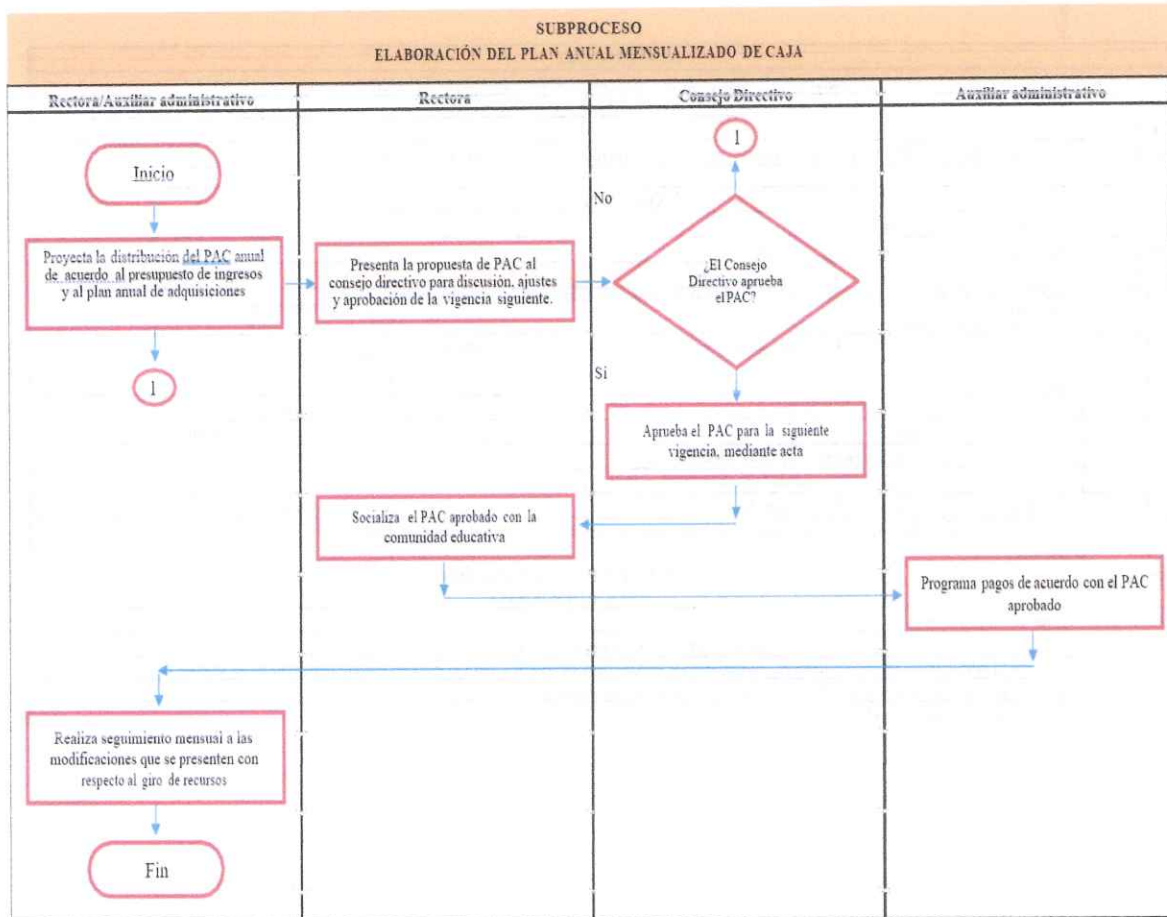 SUBPROCESO
ELABORACIÓN DEL PLAN ANUAL MENSUALIZADO DE CAJA
Rectora/Auxiliar administrativo
Rectora
Consejo Directivo
Auxiliar administrativo
1
Inicio
No
Proyecta la distribución del PAC anual
de acuerdo al presupuesto de ingresos
y al plan anual de adquisiciones
Presenta la propuesta de PAC al
consejo directivo para discusión, ajustes
y aprobación de la vigencia siguiente.
¿El Consejo
Directivo aprueba
el PAC?
1
Sí
Aprueba el PAC para la siguiente
vigencia, mediante acta
Socializa el PAC aprobado con la
comunidad educativa
Programa pagos de acuerdo con el PAC
aprobado
Realiza seguimiento mensual a las
modificaciones que se presenten con
respecto al giro de recursos
Fin